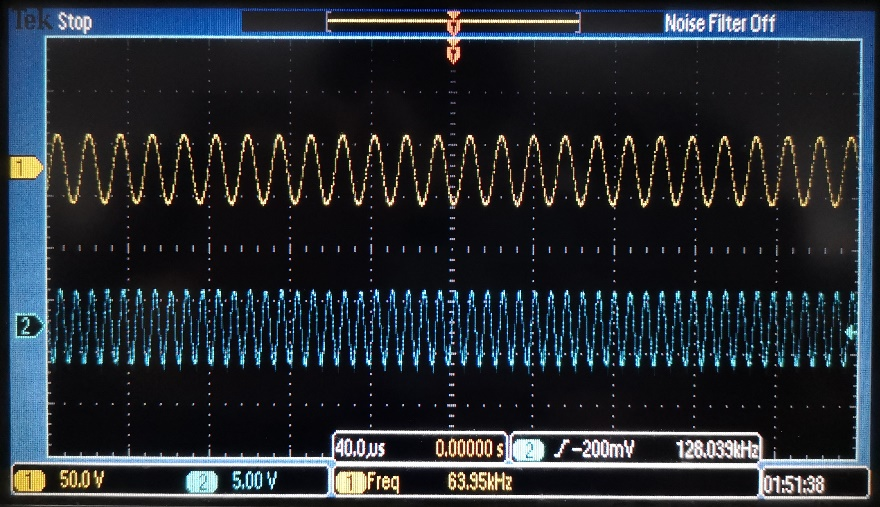 Tek Stop Noise Filter Off
1
2
40.0µs 0.00000 s 2 ∫ −200mV 128.039kHz
1 50.0 V 2 5.00 V 1 Freq 63.95kHz 01:51:38